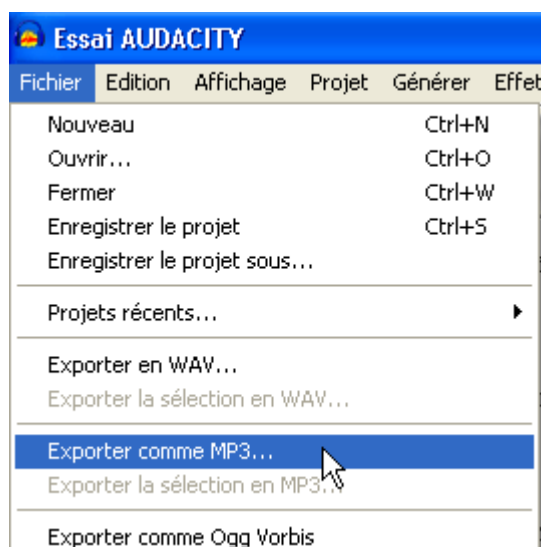 Essai AUDACITY
Fichier Edition Affichage Projet Générer Effet
Nouveau Ctrl+N
Ouvrir... Ctrl+O
Fermer Ctrl+W
Enregistrer le projet Ctrl+S
Enregistrer le projet sous...
Projets récents...
Exporter en WAV...
Exporter la sélection en WAV...
Exporter comme MP3...
Exporter la sélection en MP3...
Exporter comme Ogg Vorbis